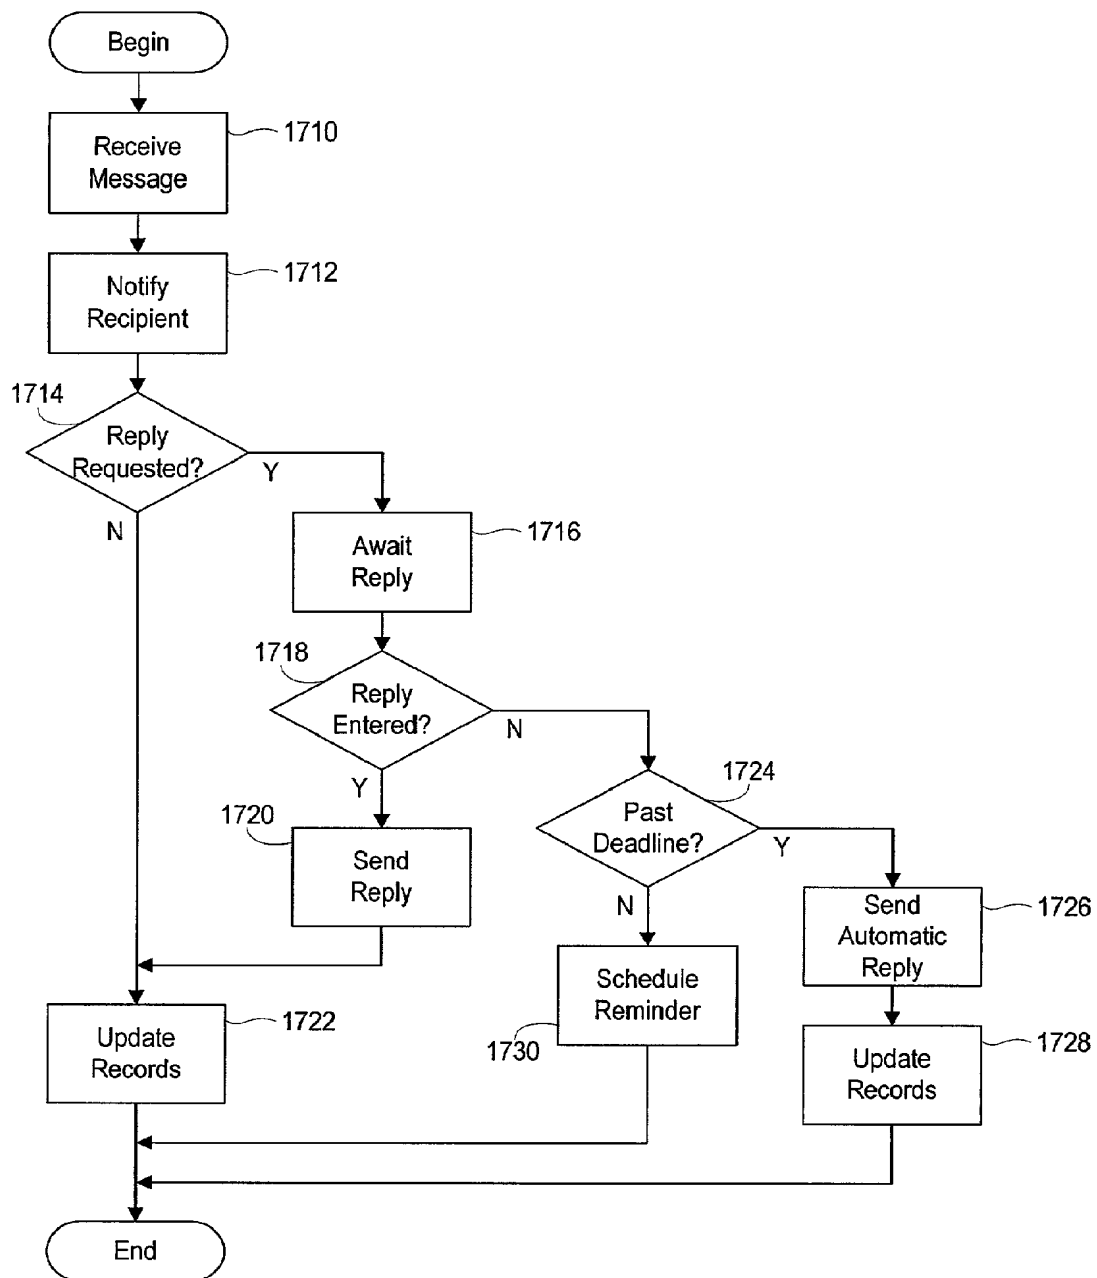 Begin
Receive
Message
1710
Notify
Recipient
1712
1714
Reply
Requested?
Y
N
Await
Reply
1716
1718
Reply
Entered?
N
Y
1720
Send
Reply
1724
Past
Deadline?
Y
N
Send
Automatic
Reply
1726
Schedule
Reminder
1730
Update
Records
1722
Update
Records
1728
End